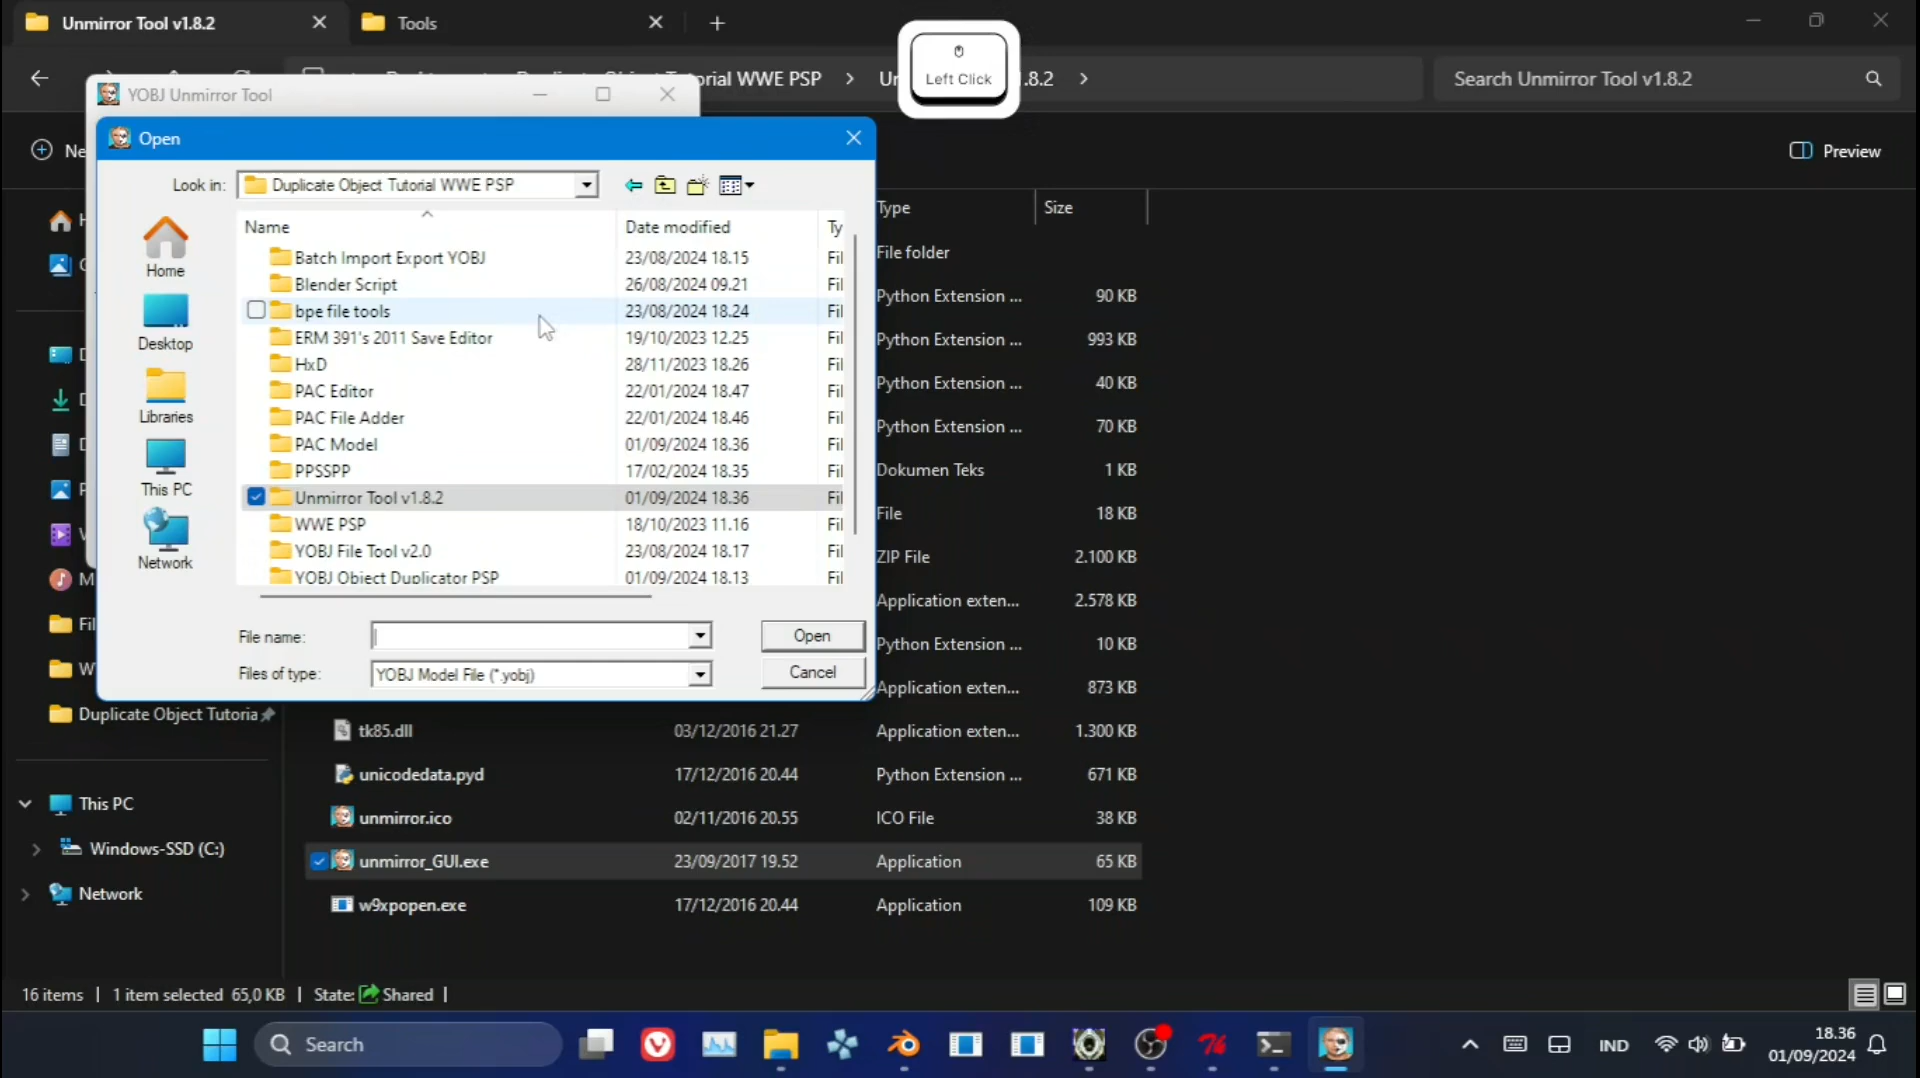 Unmirror Tool v1.8.2
Tools
Left Click
Search Unmirror Tool v1.8.2
YOBJ Unmirror Tool
Open
Preview
Look in:
Duplicate Object Tutorial WWE PSP
Home
Desktop
Libraries
This PC
Network
Name
Date modified
Ty
Batch Import Export YOBJ 23/08/2024 18.15 Fil
Blender Script 26/08/2024 09.21 Fil
bpe file tools 23/08/2024 18.24 Fil
ERM 391's 2011 Save Editor 19/10/2023 12.25 Fil
HxD 28/11/2023 18.26 Fil
PAC Editor 22/01/2024 18.47 Fil
PAC File Adder 22/01/2024 18.46 Fil
PAC Model 01/09/2024 18.36 Fil
PPSSPP 17/02/2024 18.35 Fil
Unmirror Tool v1.8.2 01/09/2024 18.36 Fil
WWE PSP 18/10/2023 11.16 Fil
YOBJ File Tool v2.0 23/08/2024 18.17 Fil
YOBJ Object Duplicator PSP 01/09/2024 18.13 Fil
File name:
Open
Files of type: YOBJ Model File (*.yobj)
Cancel
Type Size
File folder
Python Extension ... 90 KB
Python Extension ... 993 KB
Python Extension ... 40 KB
Python Extension ... 70 KB
Dokumen Teks 1 KB
File 18 KB
ZIP File 2.100 KB
Application exten... 2.578 KB
Python Extension ... 10 KB
Application exten... 873 KB
tk85.dll 03/12/2016 21.27 Application exten... 1.300 KB
unicodedata.pyd 17/12/2016 20.44 Python Extension ... 671 KB
unmirror.ico 02/11/2016 20.55 ICO File 38 KB
unmirror_GUI.exe 23/09/2017 19.52 Application 65 KB
w9xpopen.exe 17/12/2016 20.44 Application 109 KB
Duplicate Object Tutoria
This PC
Windows-SSD (C:)
Network
16 items | 1 item selected 65,0 KB | State: Shared |
Search
IND
18.36
01/09/2024